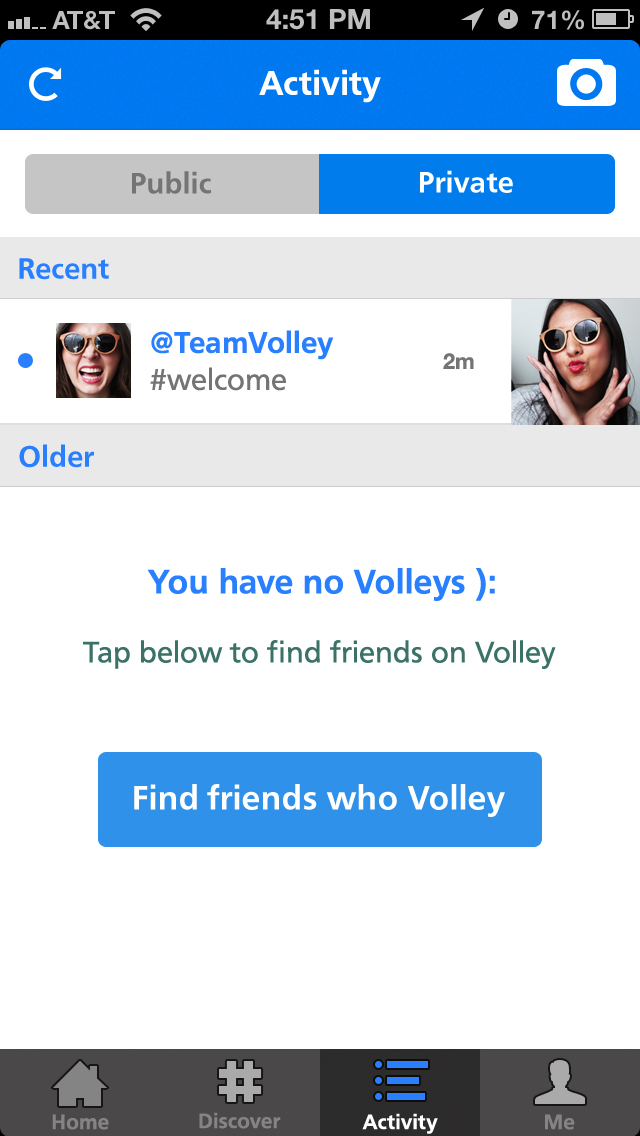 AT&T 4:51 PM 71%
Activity
Public Private
Recent
@TeamVolley
#welcome
2m
Older
You have no Volleys ):
Tap below to find friends on Volley
Find friends who Volley
Home Discover Activity Me